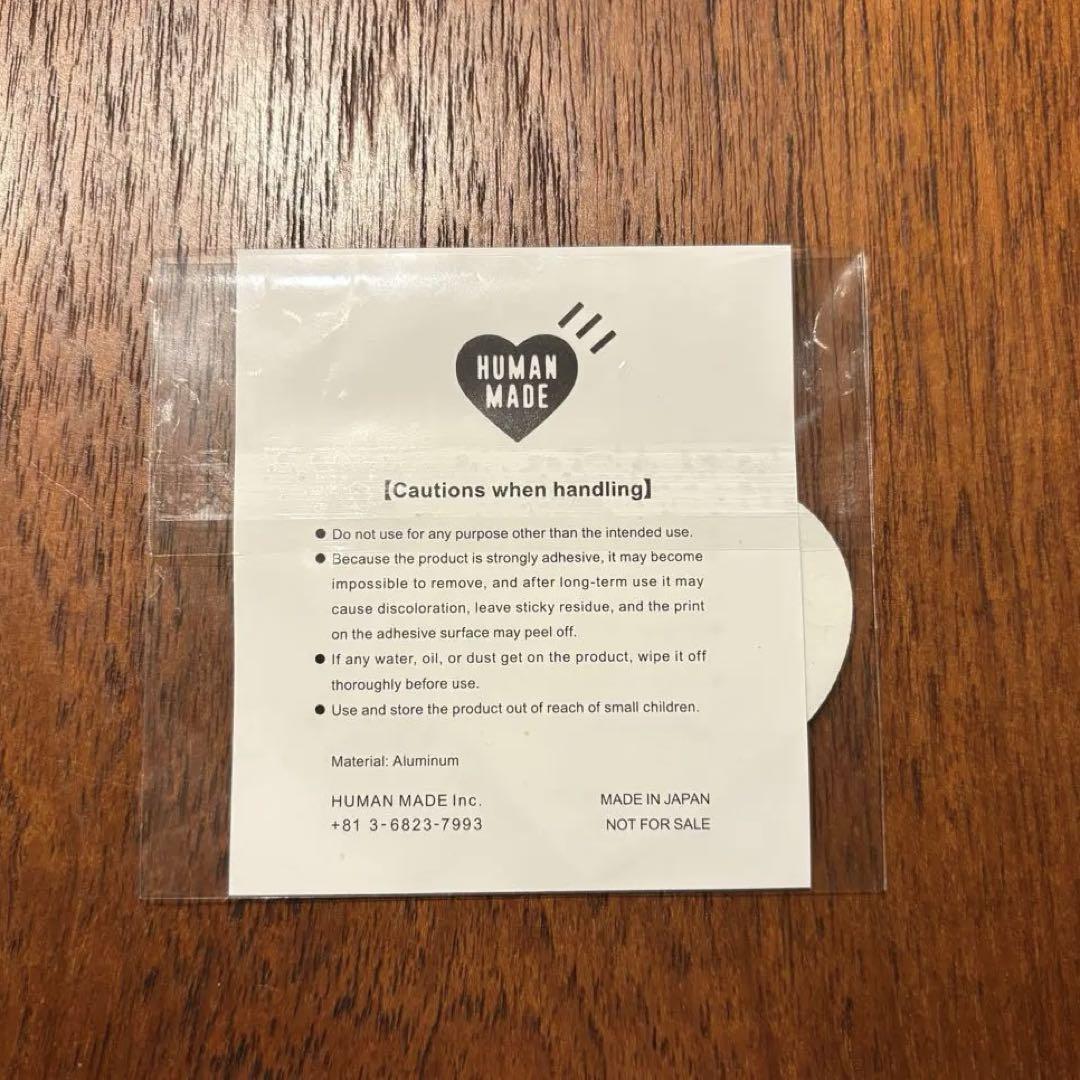 HUMAN
MADE
【Cautions when handling】
● Do not use for any purpose other than the intended use.
● Because the product is strongly adhesive, it may become
impossible to remove, and after long-term use it may
cause discoloration, leave sticky residue, and the print
on the adhesive surface may peel off.
● If any water, oil, or dust get on the product, wipe it off
thoroughly before use.
● Use and store the product out of reach of small children.
Material: Aluminum
HUMAN MADE Inc. MADE IN JAPAN
+81 3-6823-7993 NOT FOR SALE